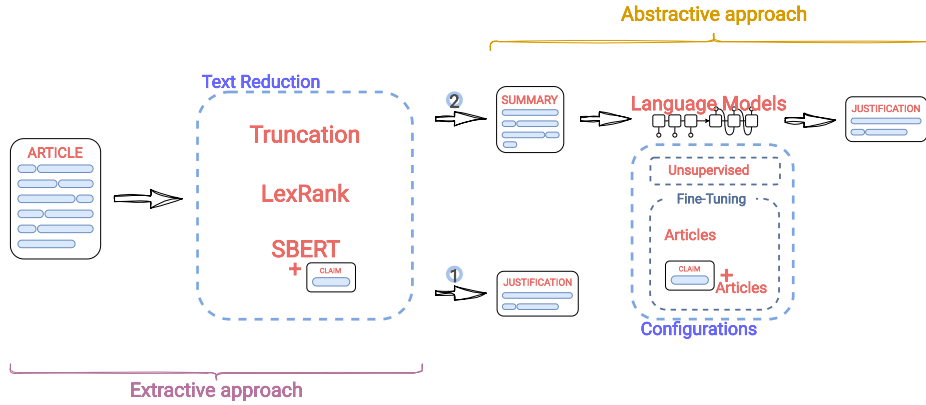 Abstractive approach
Text Reduction
2
SUMMARY
Language Models
JUSTIFICATION
Truncation
ARTICLE
Unsupervised
LexRank
Fine-Tuning
Articles
SBERT
+
CLAIM
1
JUSTIFICATION
CLAIM
+
Articles
Configurations
Extractive approach